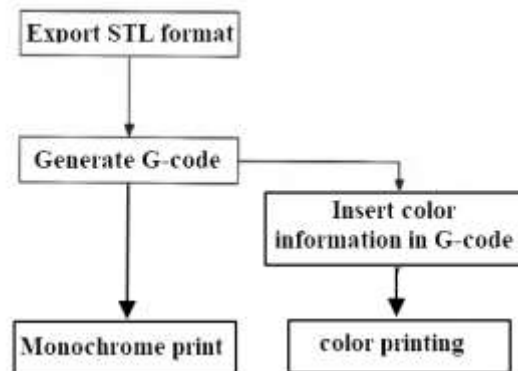 Export STL format
Generate G-code
Insert color
information in G-code
Monochrome print
color printing